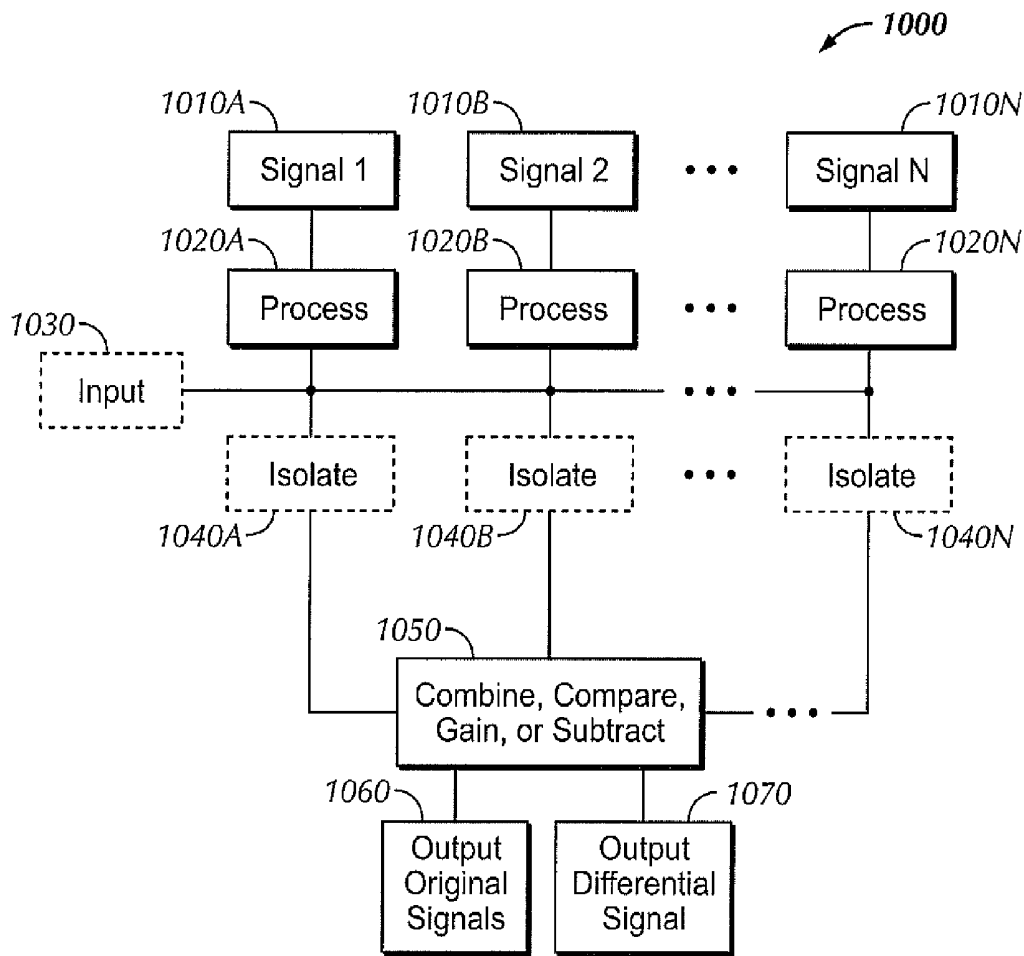 1000
1010A
1010B
1010N
Signal 1
Signal 2
Signal N
1020A
1020B
1020N
Process
Process
Process
1030
Input
Isolate
Isolate
Isolate
1040A
1040B
1040N
1050
Combine, Compare,
Gain, or Subtract
1060
1070
Output
Original
Signals
Output
Differential
Signal